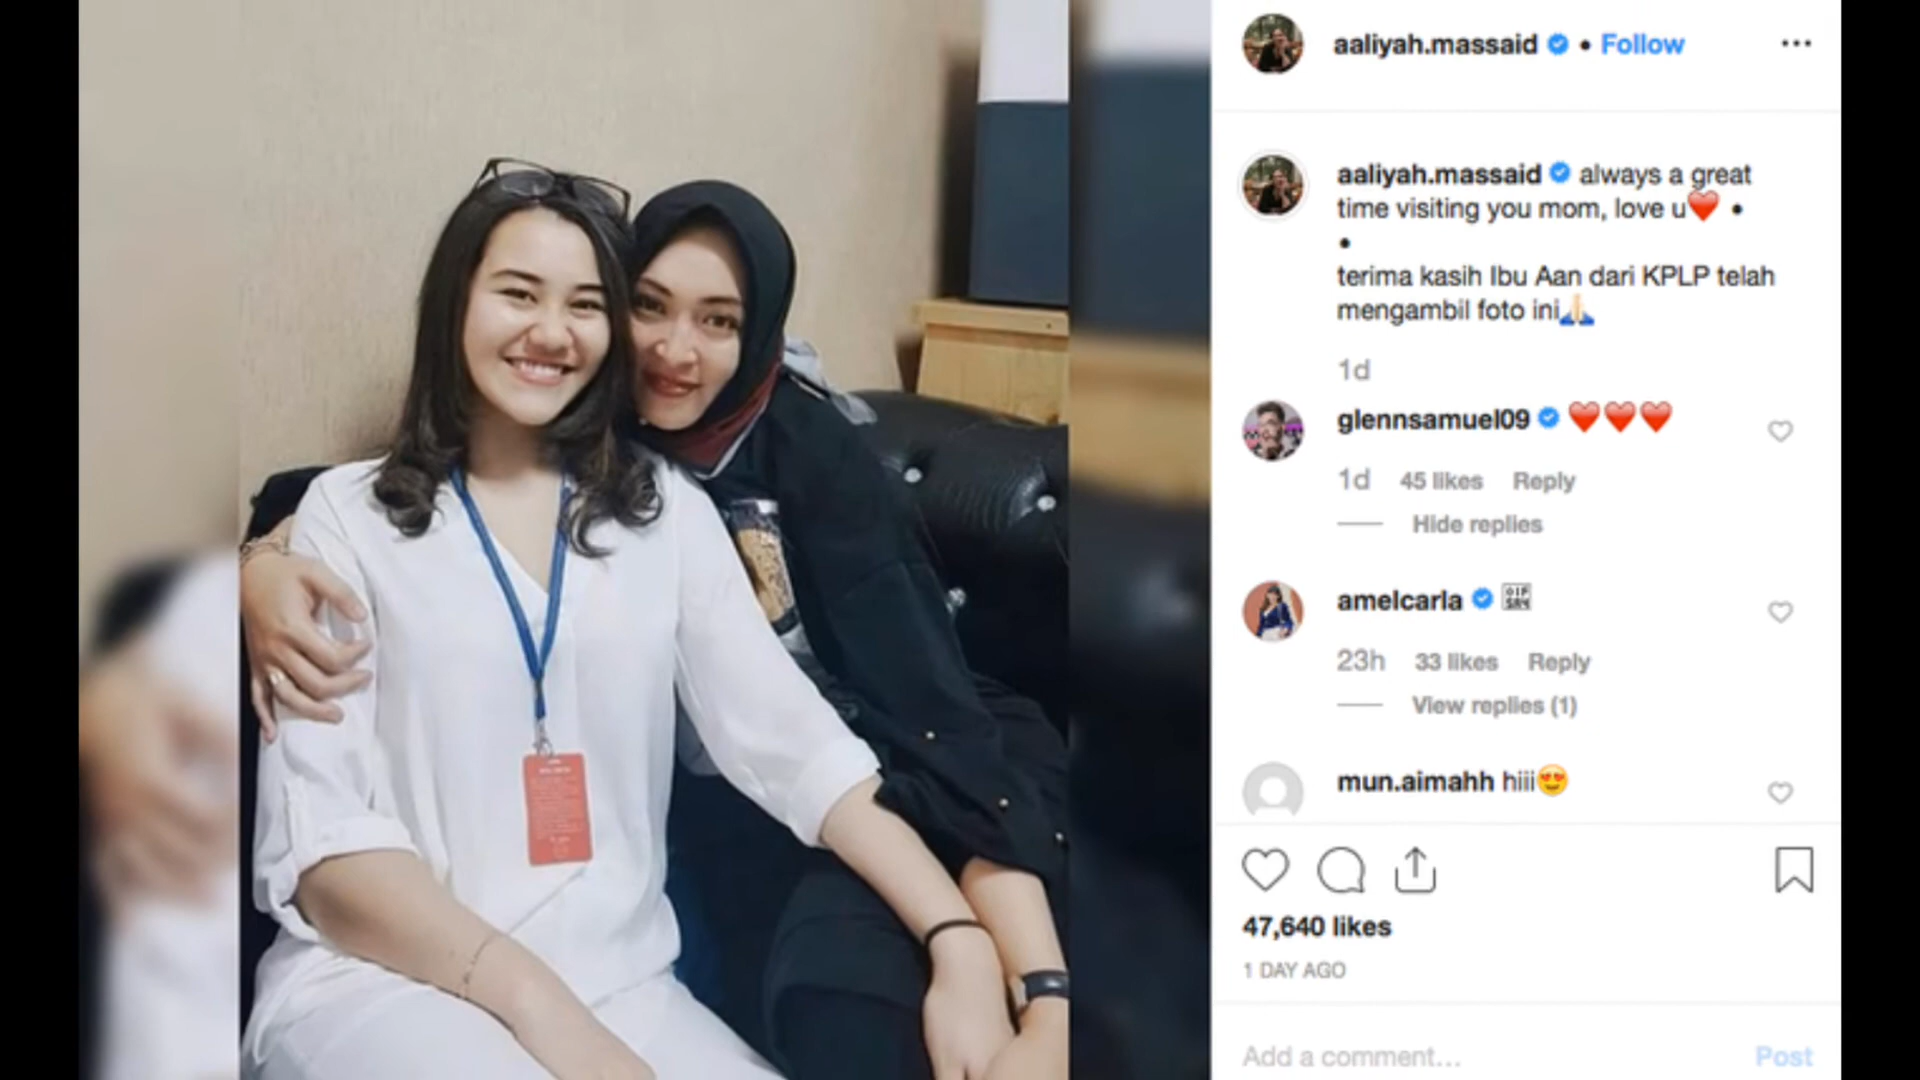 aaliyah.massaid • Follow
aaliyah.massaid always a great
time visiting you mom, love u❤️ •
•
terima kasih Ibu Aan dari KPLP telah
mengambil foto ini🙏🏻
1d
glennsamuel09 ❤️❤️❤️
1d 45 likes Reply
Hide replies
amelcarla
23h 33 likes Reply
View replies (1)
mun.aimahh hiii😍
47,640 likes
1 DAY AGO
Add a comment... Post